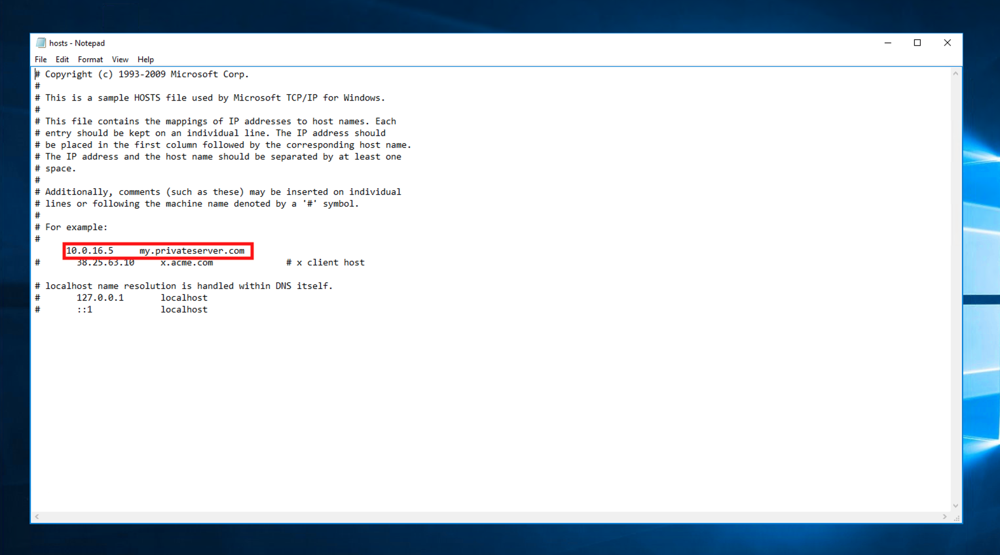 hosts - Notepad
File Edit Format View Help
# Copyright (c) 1993-2009 Microsoft Corp.
#
# This is a sample HOSTS file used by Microsoft TCP/IP for Windows.
#
# This file contains the mappings of IP addresses to host names. Each
# entry should be kept on an individual line. The IP address should
# be placed in the first column followed by the corresponding host name.
# The IP address and the host name should be separated by at least one
# space.
#
# Additionally, comments (such as these) may be inserted on individual
# lines or following the machine name denoted by a '#' symbol.
#
# For example:
#
10.0.16.5 my.privateserver.com
# 38.25.63.10 x.acme.com # x client host
# localhost name resolution is handled within DNS itself.
# 127.0.0.1 localhost
# ::1 localhost